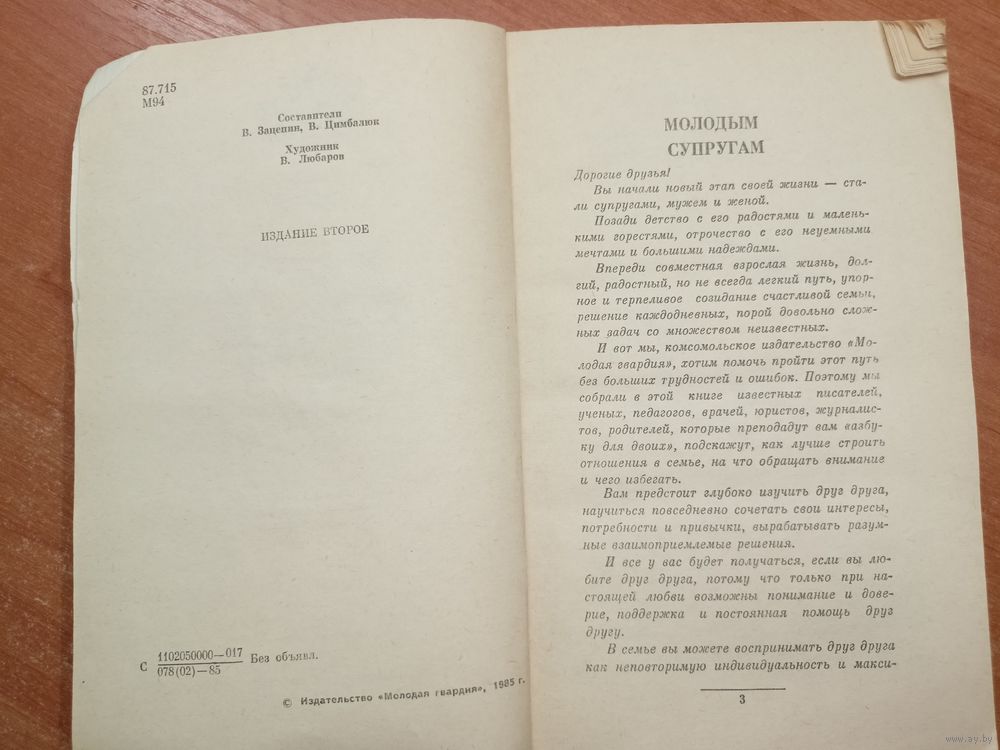 87.715
М94
Составители
В. Зацепин, В. Цимбалюк
Художник
В. Любаров
ИЗДАНИЕ ВТОРОЕ
С 1102050000—017 Без объявл.
078(02)—85
© Издательство «Молодая гвардия», 1985 г.
МОЛОДЫМ
СУПРУГАМ
Дорогие друзья!
Вы начали новый этап своей жизни — ста-
ли супругами, мужем и женой.
Позади детство с его радостями и малень-
кими горестями, отрочество с его неуемными
мечтами и большими надеждами.
Впереди совместная взрослая жизнь, дол-
гий, радостный, но не всегда легкий путь, упор-
ное и терпеливое созидание счастливой семьи,
решение каждодневных, порой довольно слож-
ных задач со множеством неизвестных.
И вот мы, комсомольское издательство «Мо-
лодая гвардия», хотим помочь пройти этот путь
без больших трудностей и ошибок. Поэтому мы
собрали в этой книге известных писателей,
ученых, педагогов, врачей, юристов, журналис-
тов, родителей, которые преподадут вам «азбу-
ку для двоих», подскажут, как лучше строить
отношения в семье, на что обращать внимание
и чего избегать.
Вам предстоит глубоко изучить друг друга,
научиться повседневно сочетать свои интересы,
потребности и привычки, вырабатывать разум-
ные взаимоприемлемые решения.
И все у вас будет получаться, если вы лю-
бите друг друга, потому что только при на-
стоящей любви возможны понимание и дове-
рие, поддержка и постоянная помощь друг
другу.
В семье вы можете воспринимать друг друга
как неповторимую индивидуальность и макси-
3
www.ay.by